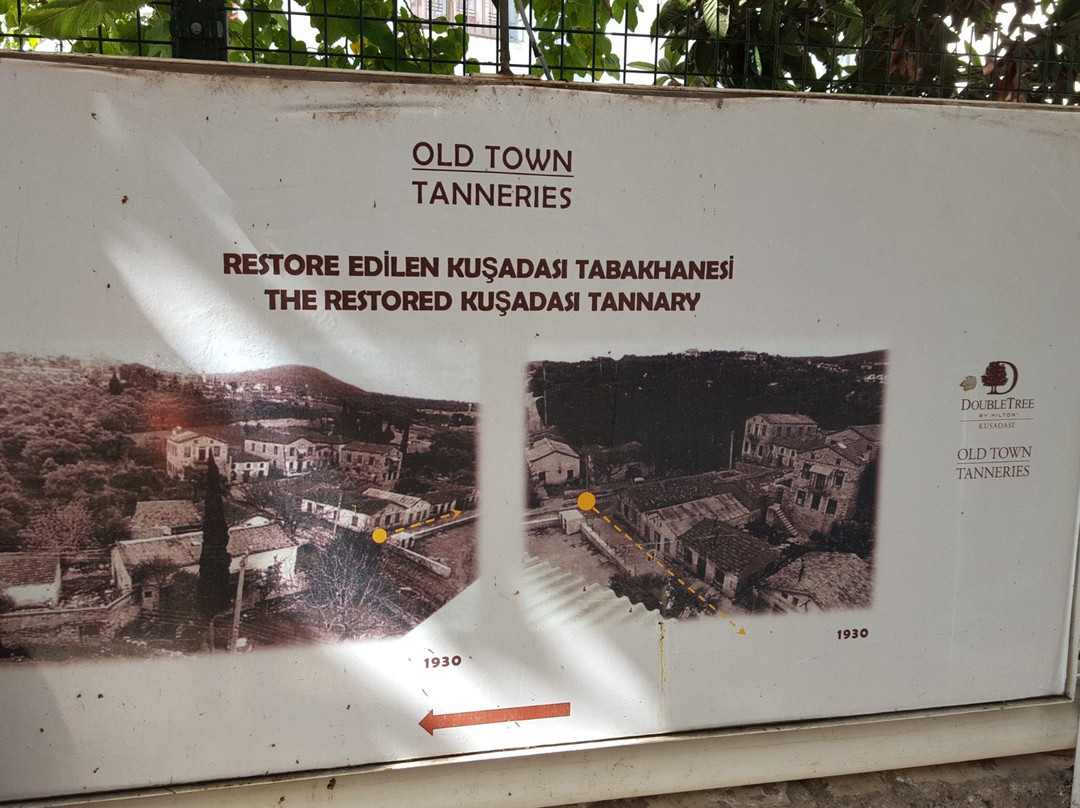 OLD TOWN
TANNERIES
RESTORE EDİLEN KUŞADASI TABAKHANESİ
THE RESTORED KUŞADASI TANNARY
1930
1930
DOUBLETREE
BY HILTON
KUSADASI
OLD TOWN
TANNERIES